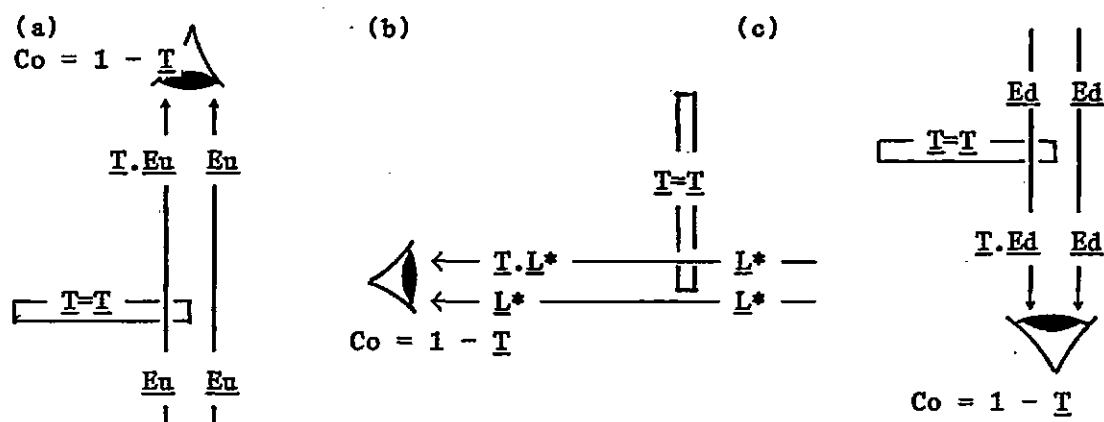 (a)
Co = 1 - T
T.Eu Eu
T=T
Eu Eu
(b)
T=T
T.L* L*
L* L*
Co = 1 - T
(c)
Ed Ed
T=T
T.Ed Ed
Co = 1 - T